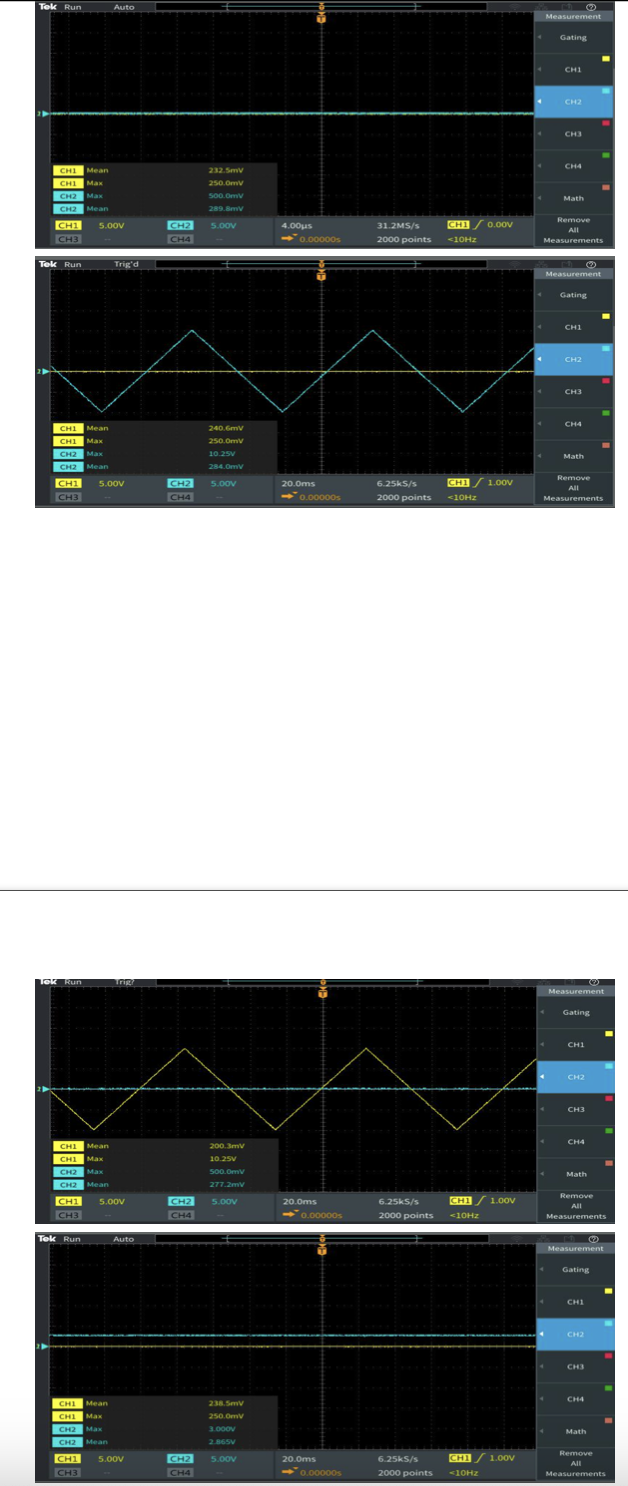 Tek Run Auto
Measurement
Gating
CH1
CH2
CH3
CH4
Math
Remove
All
Measurements
2
CH1 Mean 232.5mV
CH1 Max 250.0mV
CH2 Max 500.0mV
CH2 Mean 289.8mV
CH1 5.00V CH2 5.00V 4.00µs 31.2MS/s CH1 0.00V
CH3 -- CH4 -- 0.00000s 2000 points <10Hz
Tek Run Trig'd
Measurement
Gating
CH1
CH2
CH3
CH4
Math
Remove
All
Measurements
2
CH1 Mean 240.6mV
CH1 Max 250.0mV
CH2 Max 10.25V
CH2 Mean 284.0mV
CH1 5.00V CH2 5.00V 20.0ms 6.25kS/s CH1 1.00V
CH3 -- CH4 -- 0.00000s 2000 points <10Hz
Tek Run Trig?
Measurement
Gating
CH1
CH2
CH3
CH4
Math
Remove
All
Measurements
2
CH1 Mean 200.3mV
CH1 Max 10.25V
CH2 Max 500.0mV
CH2 Mean 277.2mV
CH1 5.00V CH2 5.00V 20.0ms 6.25kS/s CH1 1.00V
CH3 -- CH4 -- 0.00000s 2000 points <10Hz
Tek Run Auto
Measurement
Gating
CH1
CH2
CH3
CH4
Math
Remove
All
Measurements
2
CH1 Mean 238.5mV
CH1 Max 250.0mV
CH2 Max 3.000V
CH2 Mean 2.865V
CH1 5.00V CH2 5.00V 20.0ms 6.25kS/s CH1 1.00V
CH3 -- CH4 -- 0.00000s 2000 points <10Hz